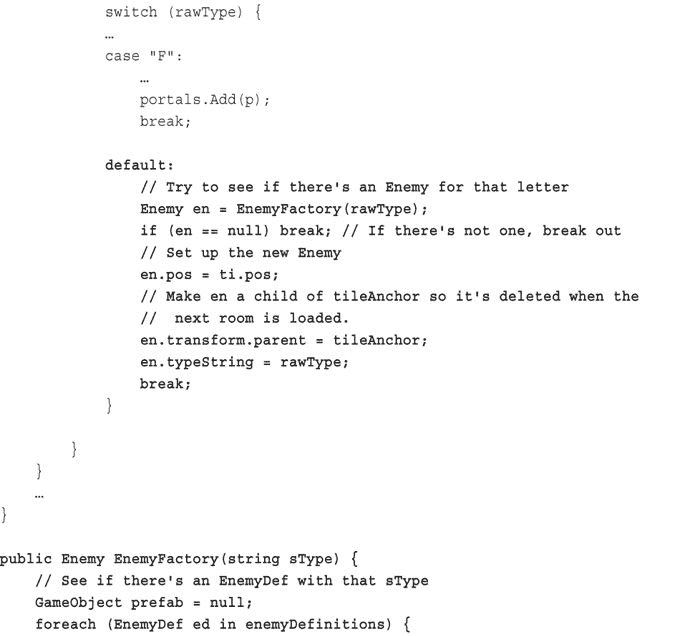 switch (rawType) {
…
case "F":
…
portals.Add(p);
break;
default:
// Try to see if there's an Enemy for that letter
Enemy en = EnemyFactory(rawType);
if (en == null) break; // If there's not one, break out
// Set up the new Enemy
en.pos = ti.pos;
// Make en a child of tileAnchor so it's deleted when the
//  next room is loaded.
en.transform.parent = tileAnchor;
en.typeString = rawType;
break;
}
}
}
…
}
public Enemy EnemyFactory(string sType) {
// See if there's an EnemyDef with that sType
GameObject prefab = null;
foreach (EnemyDef ed in enemyDefinitions) {